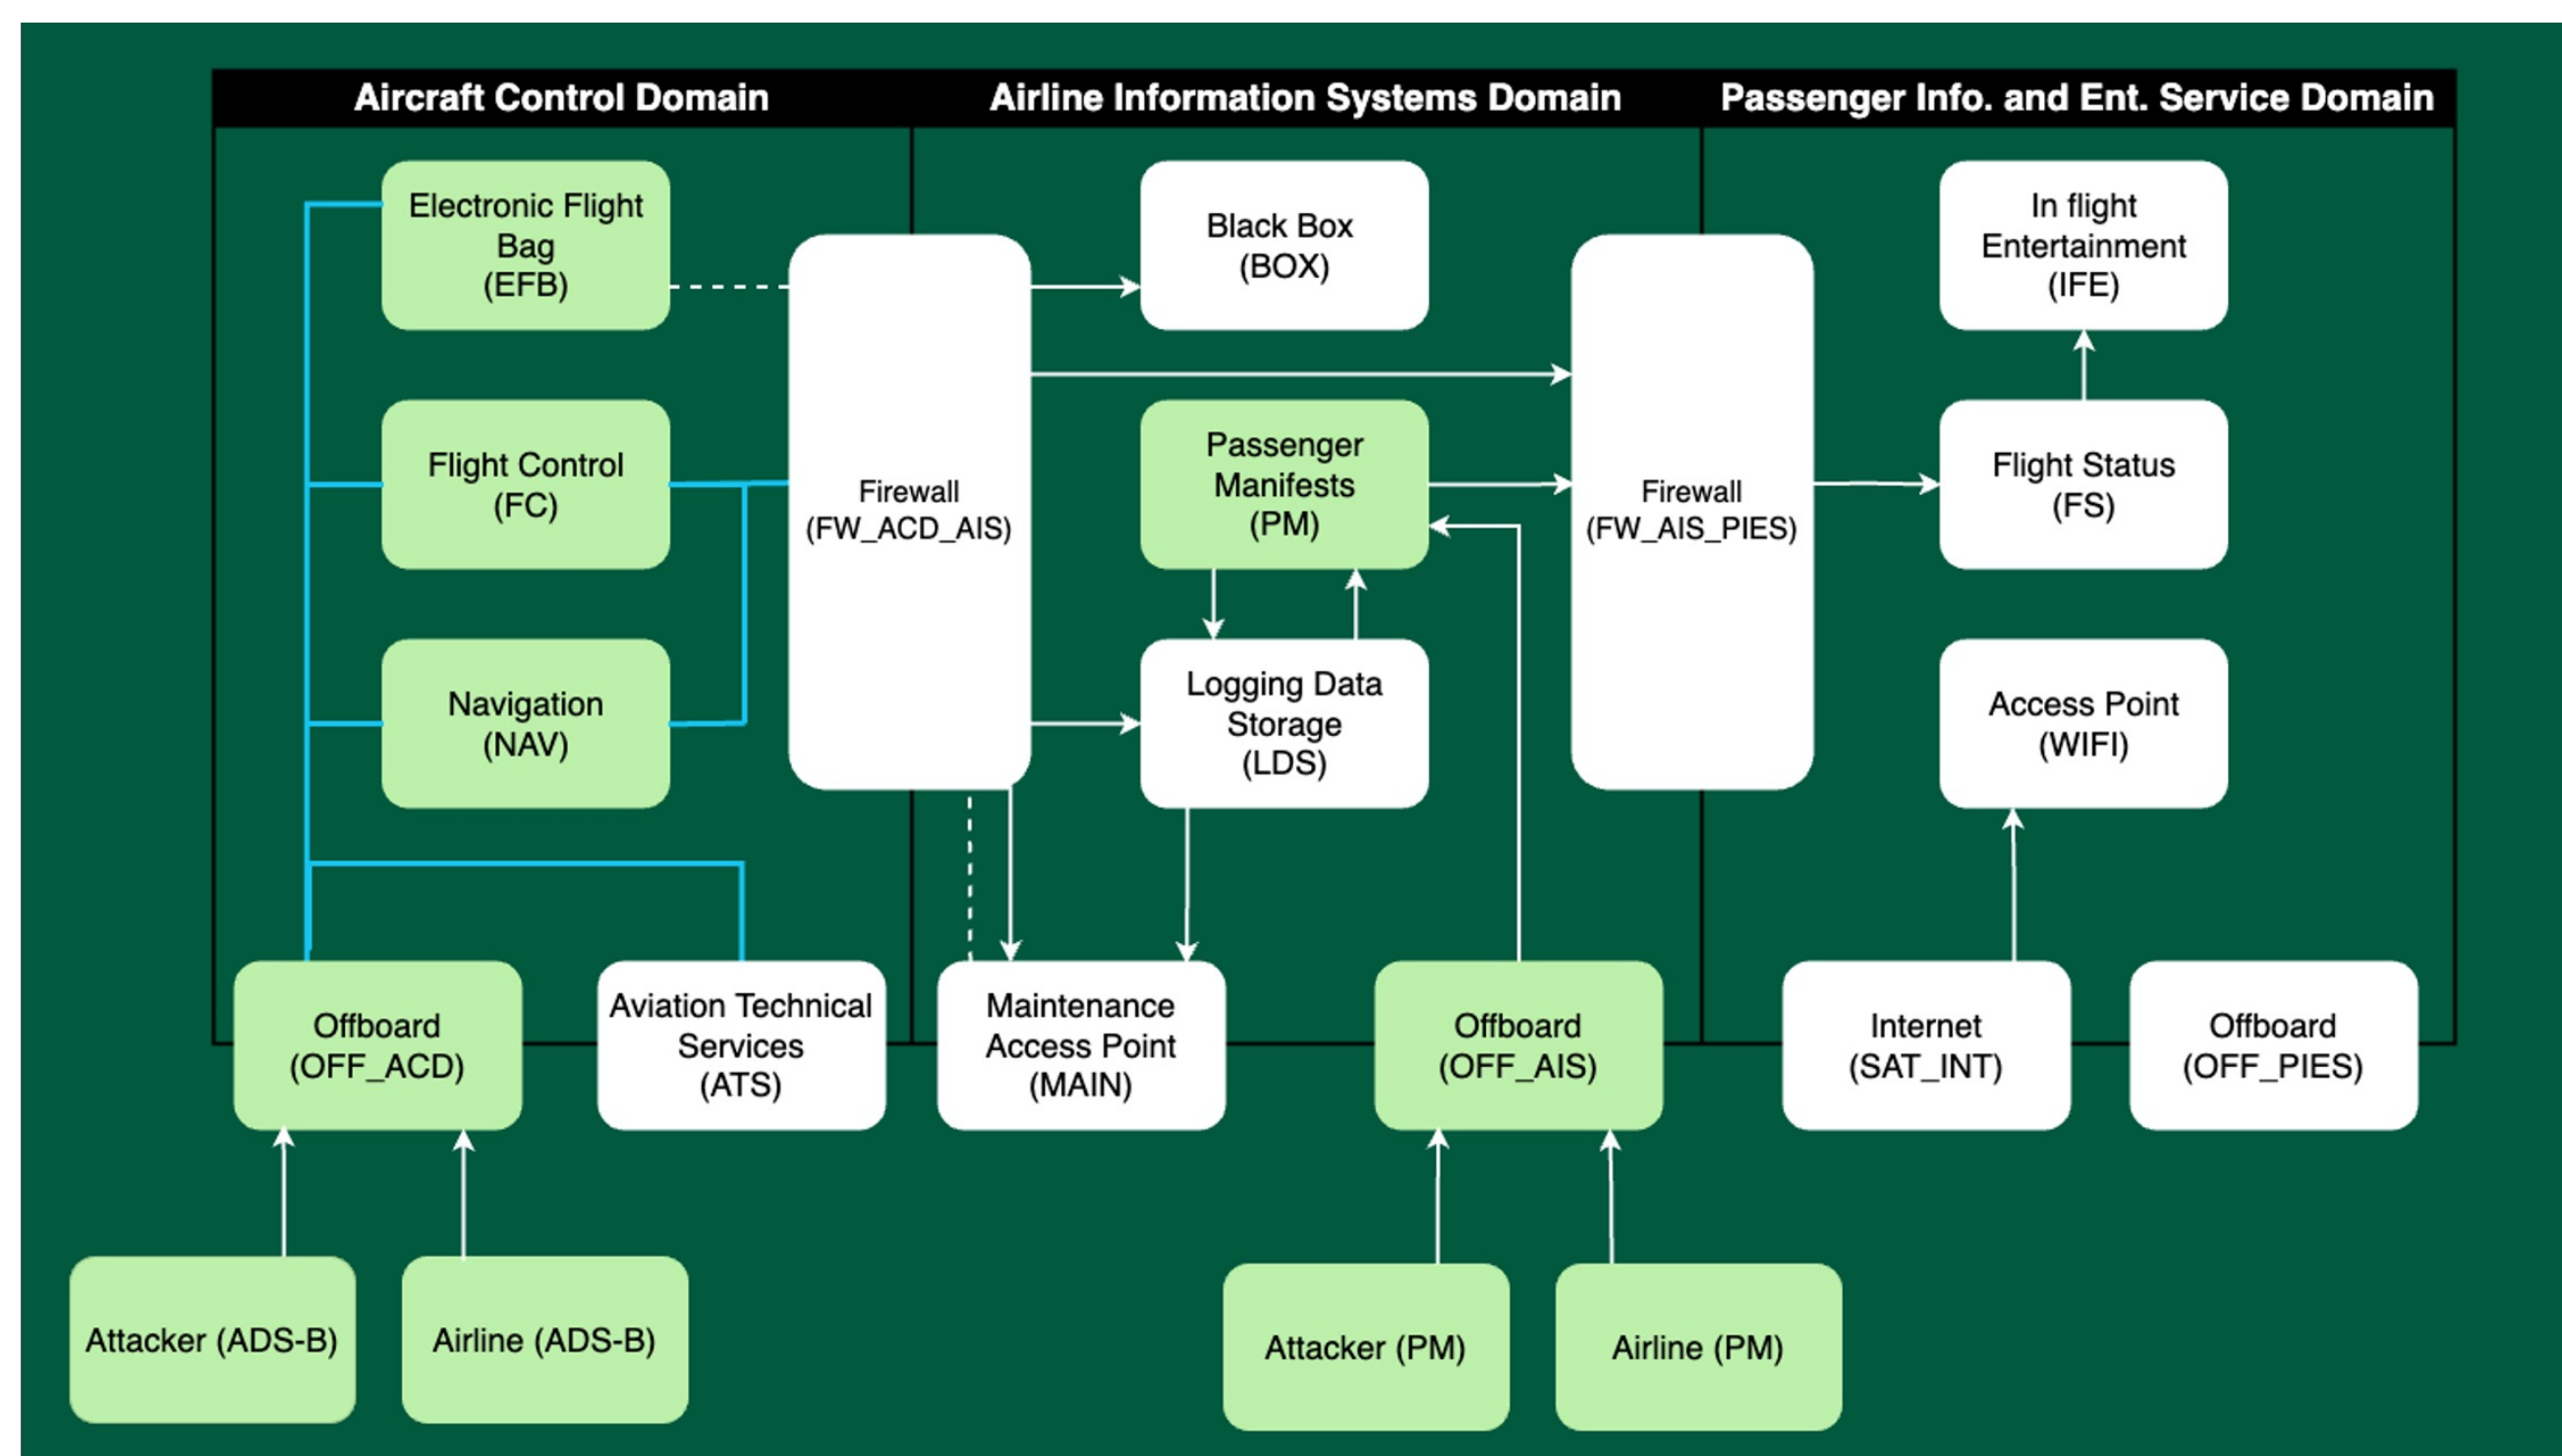 Aircraft Control Domain
Airline Information Systems Domain
Passenger Info. and Ent. Service Domain
Electronic Flight
Bag
(EFB)
Black Box
(BOX)
In flight
Entertainment
(IFE)
Flight Control
(FC)
Firewall
(FW_ACD_AIS)
Passenger
Manifests
(PM)
Firewall
(FW_AIS_PIES)
Flight Status
(FS)
Navigation
(NAV)
Logging Data
Storage
(LDS)
Access Point
(WIFI)
Offboard
(OFF_ACD)
Aviation Technical
Services
(ATS)
Maintenance
Access Point
(MAIN)
Offboard
(OFF_AIS)
Internet
(SAT_INT)
Offboard
(OFF_PIES)
Attacker (ADS-B)
Airline (ADS-B)
Attacker (PM)
Airline (PM)